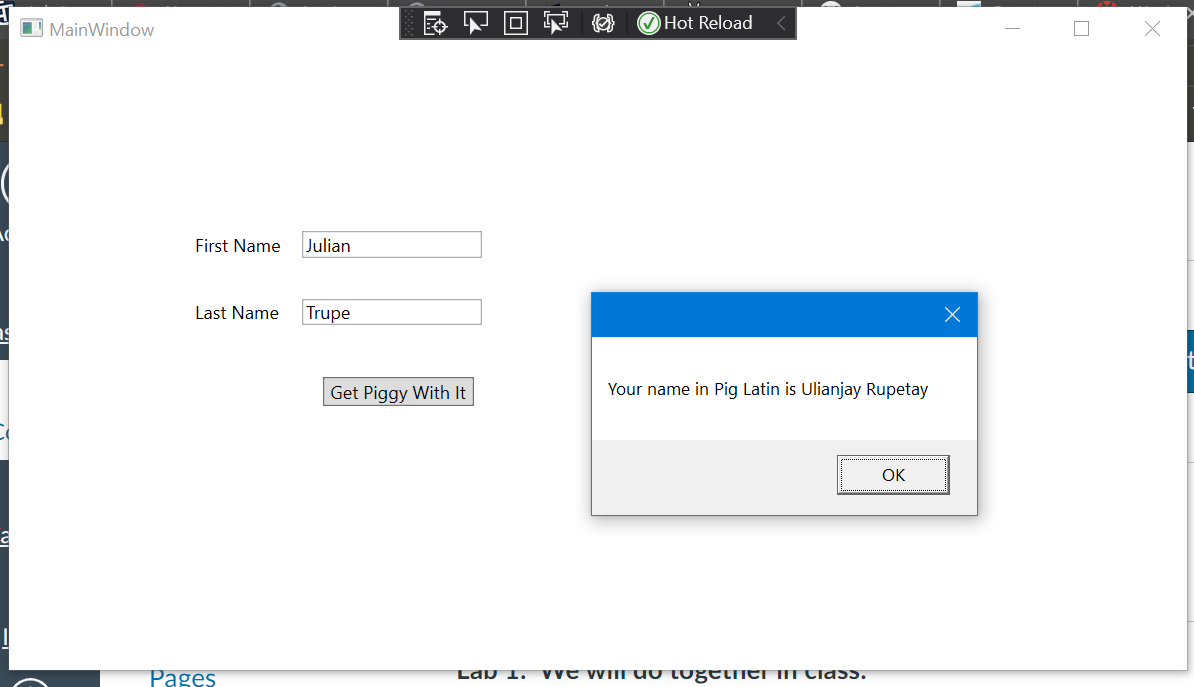 MainWindow
Hot Reload
First Name
Julian
Last Name
Trupe
Get Piggy With It
Your name in Pig Latin is Ulianjay Rupetay
OK
Pages
Lab 1. We will do together in class.